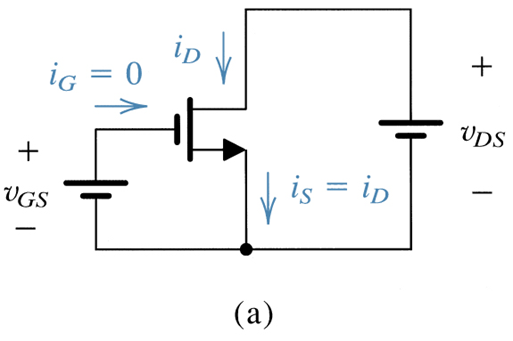 i_D
i_G = 0
+
+
v_DS
v_GS
−
−
i_S = i_D
(a)